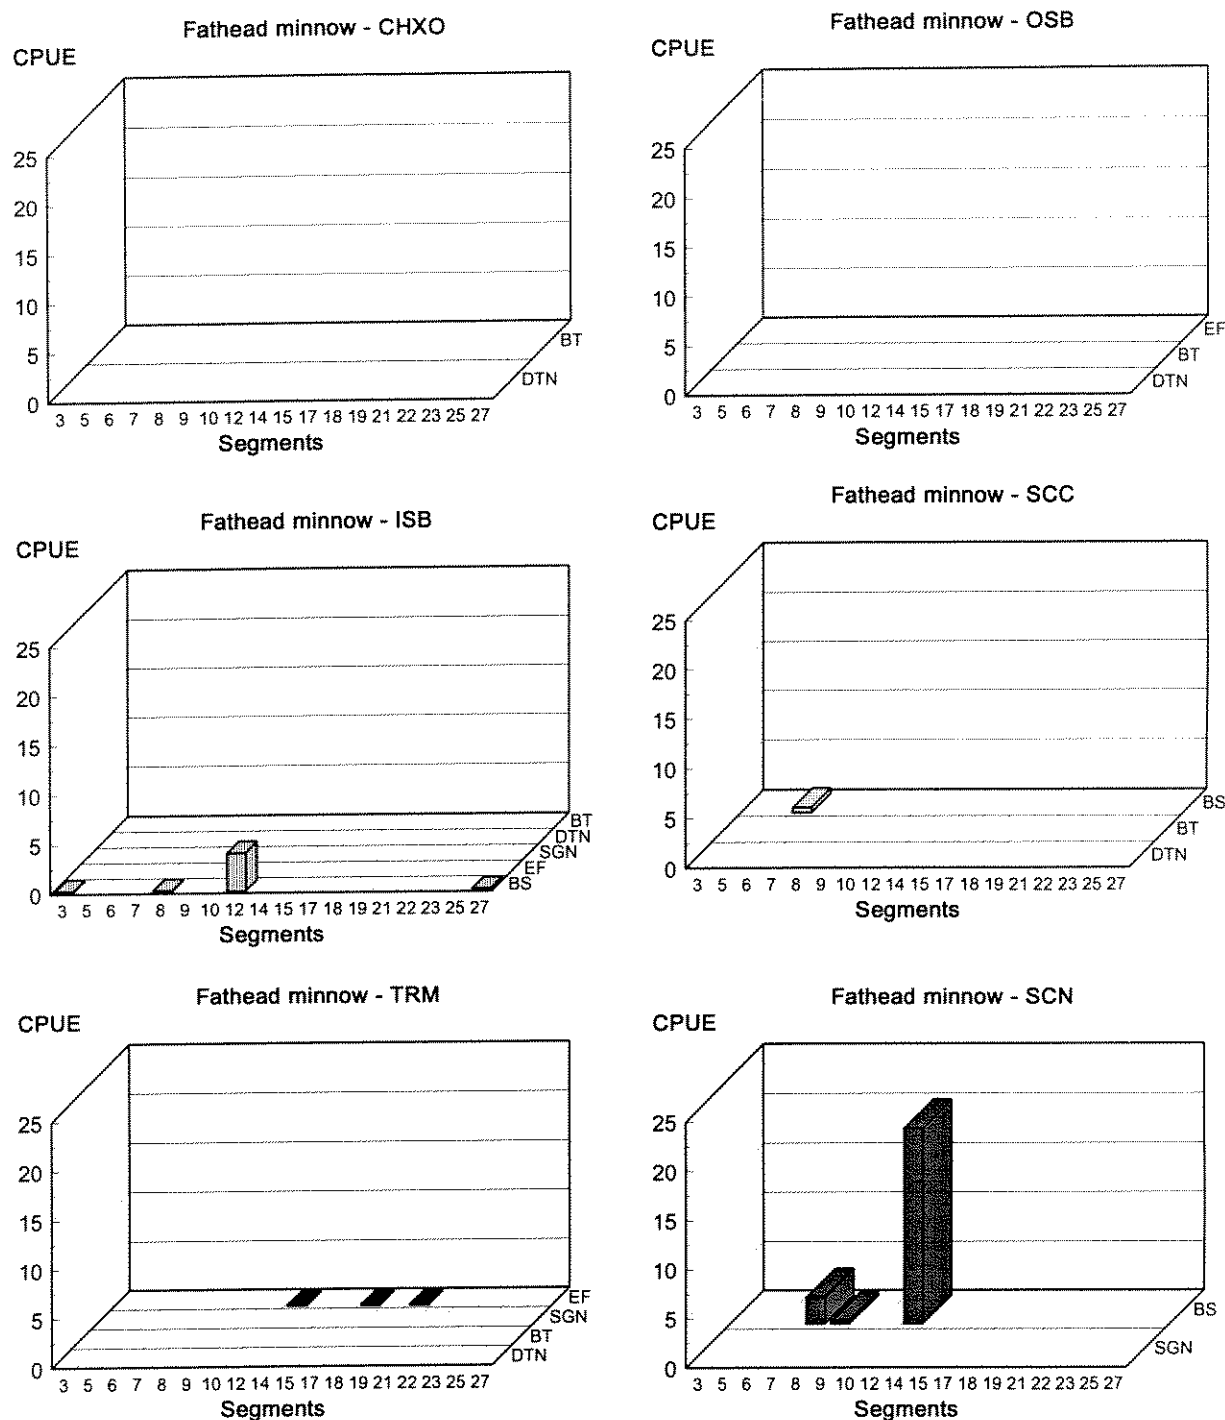 Fathead minnow - CHXO
CPUE
25
20
15
10
5
0
BT
DTN
3 5 6 7 8 9 10 12 14 15 17 18 19 21 22 23 25 27
Segments
Fathead minnow - OSB
CPUE
25
20
15
10
5
0
EF
BT
DTN
3 5 6 7 8 9 10 12 14 15 17 18 19 21 22 23 25 27
Segments
Fathead minnow - ISB
CPUE
25
20
15
10
5
0
BT
DTN
SGN
EF
BS
3 5 6 7 8 9 10 12 14 15 17 18 19 21 22 23 25 27
Segments
Fathead minnow - SCC
CPUE
25
20
15
10
5
0
BS
BT
DTN
3 5 6 7 8 9 10 12 14 15 17 18 19 21 22 23 25 27
Segments
Fathead minnow - TRM
CPUE
25
20
15
10
5
0
EF
SGN
BT
DTN
3 5 6 7 8 9 10 12 14 15 17 18 19 21 22 23 25 27
Segments
Fathead minnow - SCN
CPUE
25
20
15
10
5
0
BS
SGN
3 5 6 7 8 9 10 12 14 15 17 18 19 21 22 23 25 27
Segments